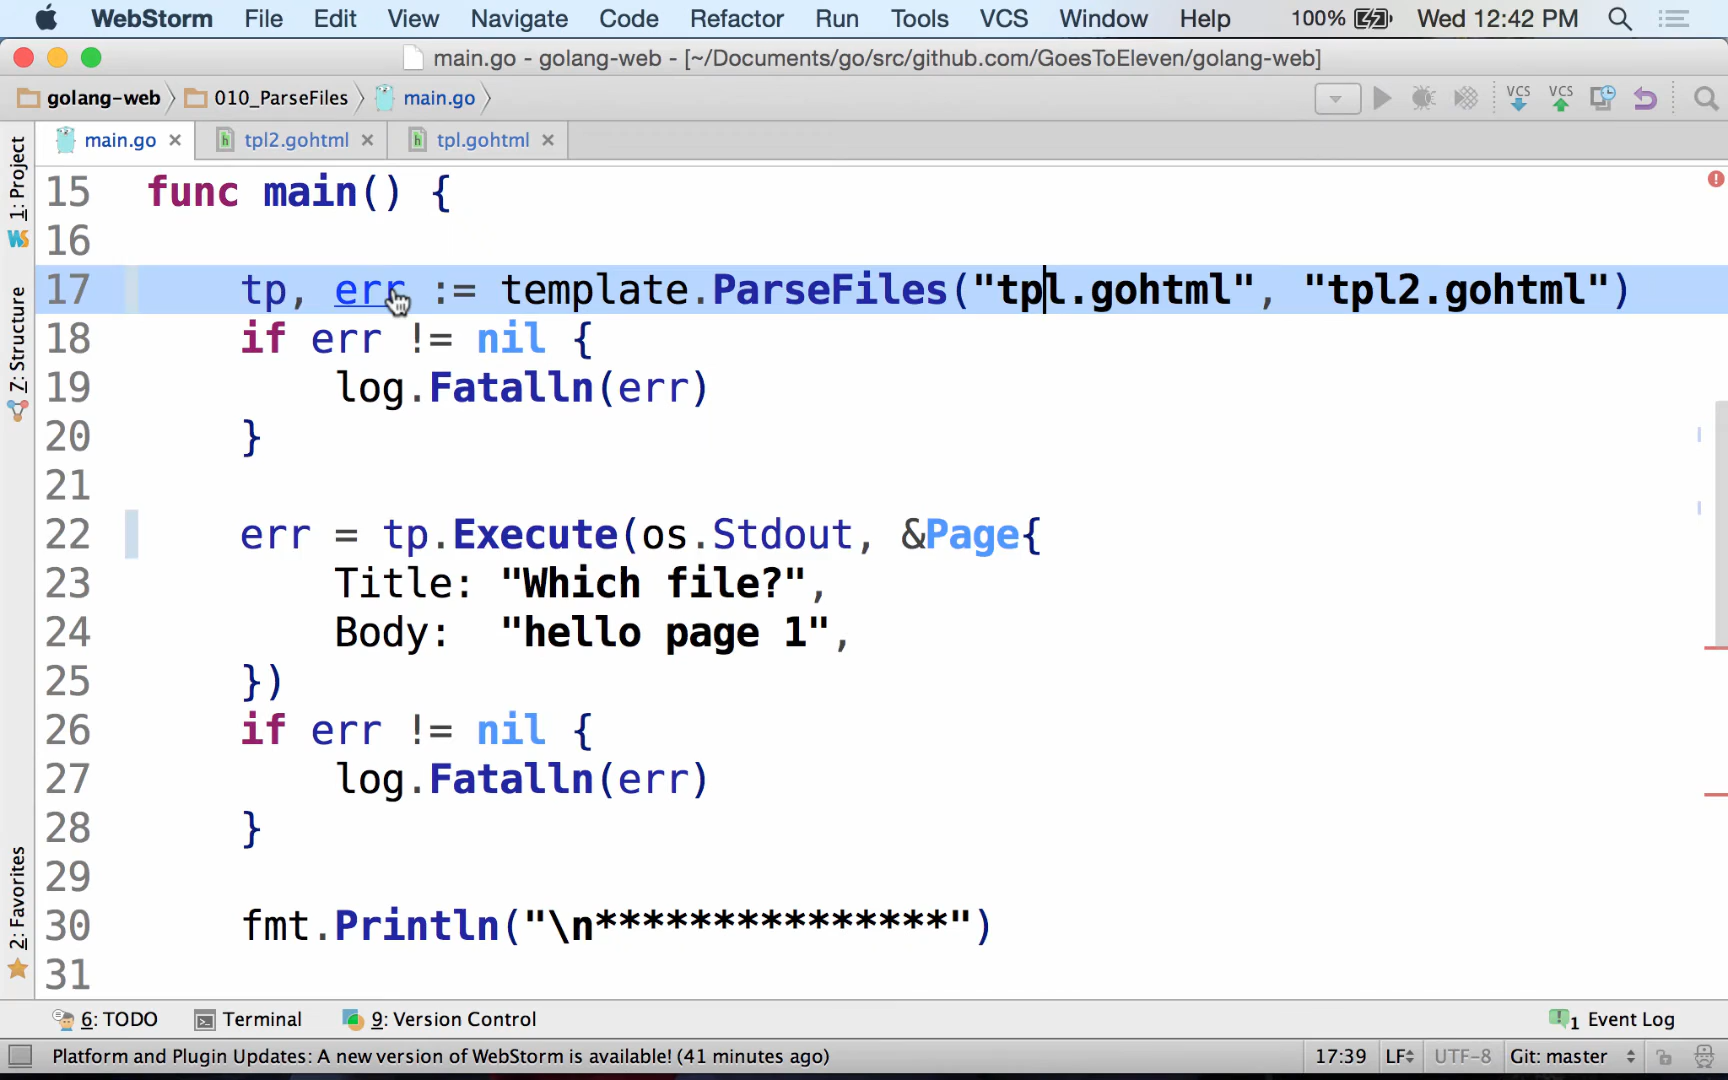 WebStorm File Edit View Navigate Code Refactor Run Tools VCS Window Help 100% Wed 12:42 PM
main.go - golang-web - [~/Documents/go/src/github.com/GoesToEleven/golang-web]
golang-web 010_ParseFiles main.go VCS VCS
main.go tpl2.gohtml tpl.gohtml
1: Project
7: Structure
2: Favorites
15 func main() {
16
17 tp, err := template.ParseFiles("tpl.gohtml", "tpl2.gohtml")
18 if err != nil {
19 log.Fatalln(err)
20 }
21
22 err = tp.Execute(os.Stdout, &Page{
23 Title: "Which file?",
24 Body: "hello page 1",
25 })
26 if err != nil {
27 log.Fatalln(err)
28 }
29
30 fmt.Println("\n***************")
31
6: TODO Terminal 9: Version Control 1 Event Log
Platform and Plugin Updates: A new version of WebStorm is available! (41 minutes ago) 17:39 LF UTF-8 Git: master